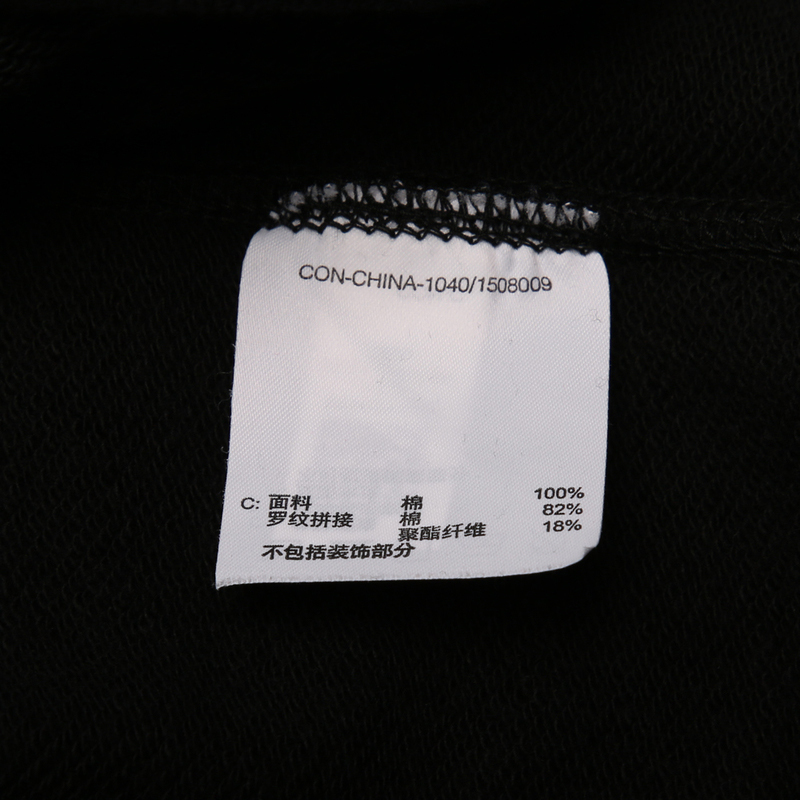 CON-CHINA-1040/1508009
C: 面料 棉 100%
罗纹拼接 棉 82%
聚酯纤维 18%
不包括装饰部分